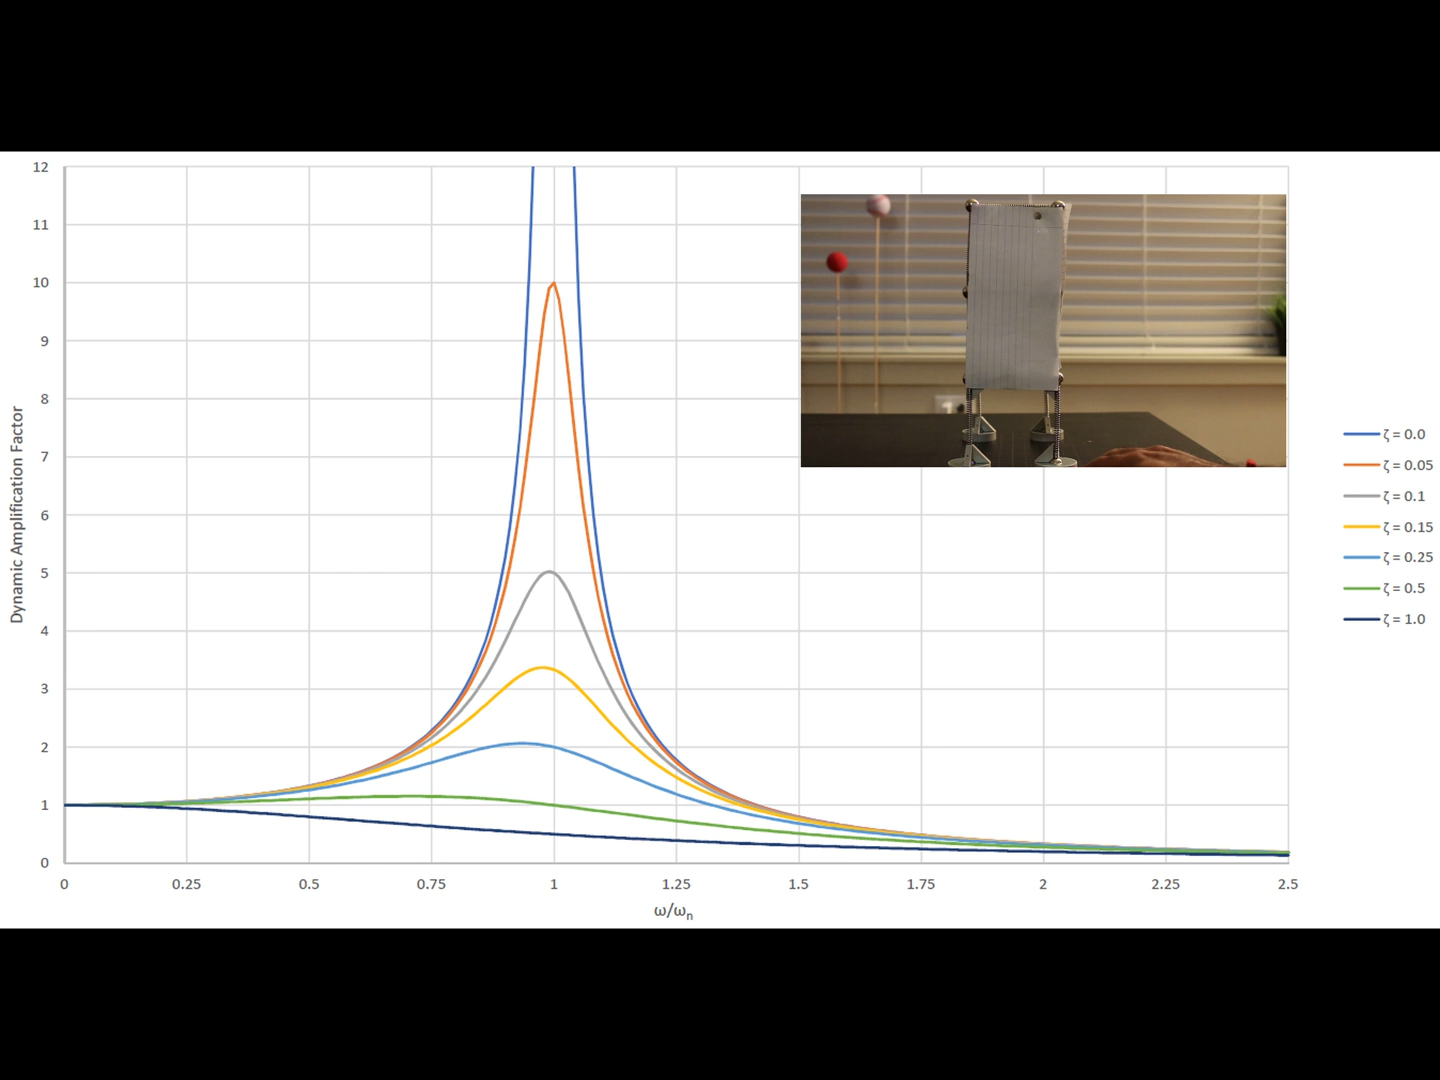 12
11
10
9
8
7
6
5
4
3
2
1
0
Dynamic Amplification Factor
0 0.25 0.5 0.75 1 1.25 1.5 1.75 2 2.25 2.5
ω/ωn
ζ = 0.0
ζ = 0.05
ζ = 0.1
ζ = 0.15
ζ = 0.25
ζ = 0.5
ζ = 1.0